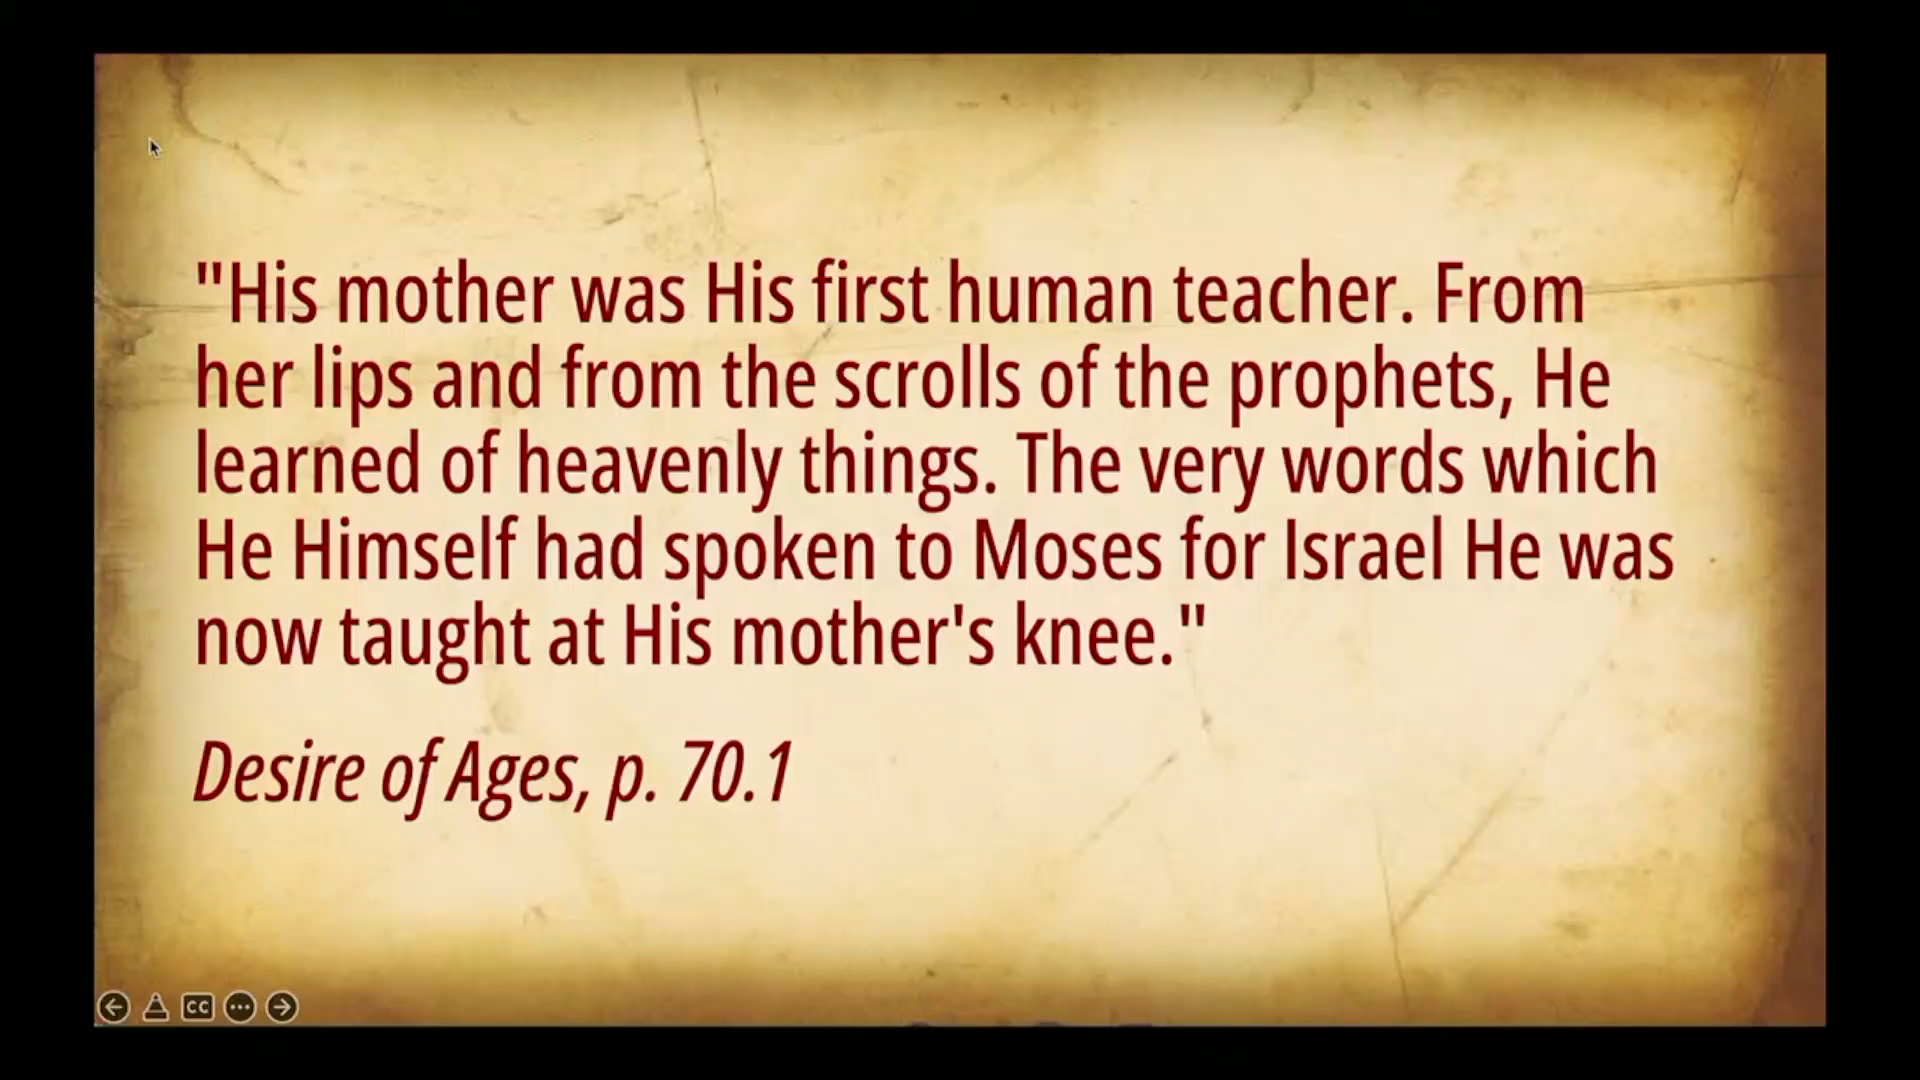 "His mother was His first human teacher. From
her lips and from the scrolls of the prophets, He
learned of heavenly things. The very words which
He Himself had spoken to Moses for Israel He was
now taught at His mother's knee."
Desire of Ages, p. 70.1
CC